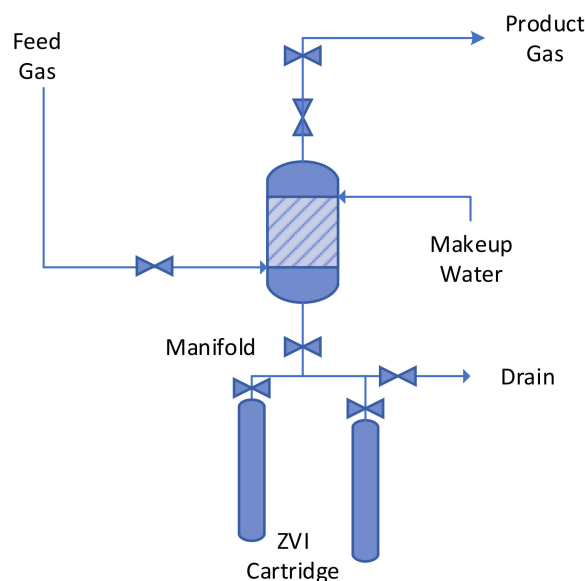 Feed
Gas
Product
Gas
Makeup
Water
Manifold
Drain
ZVI
Cartridge